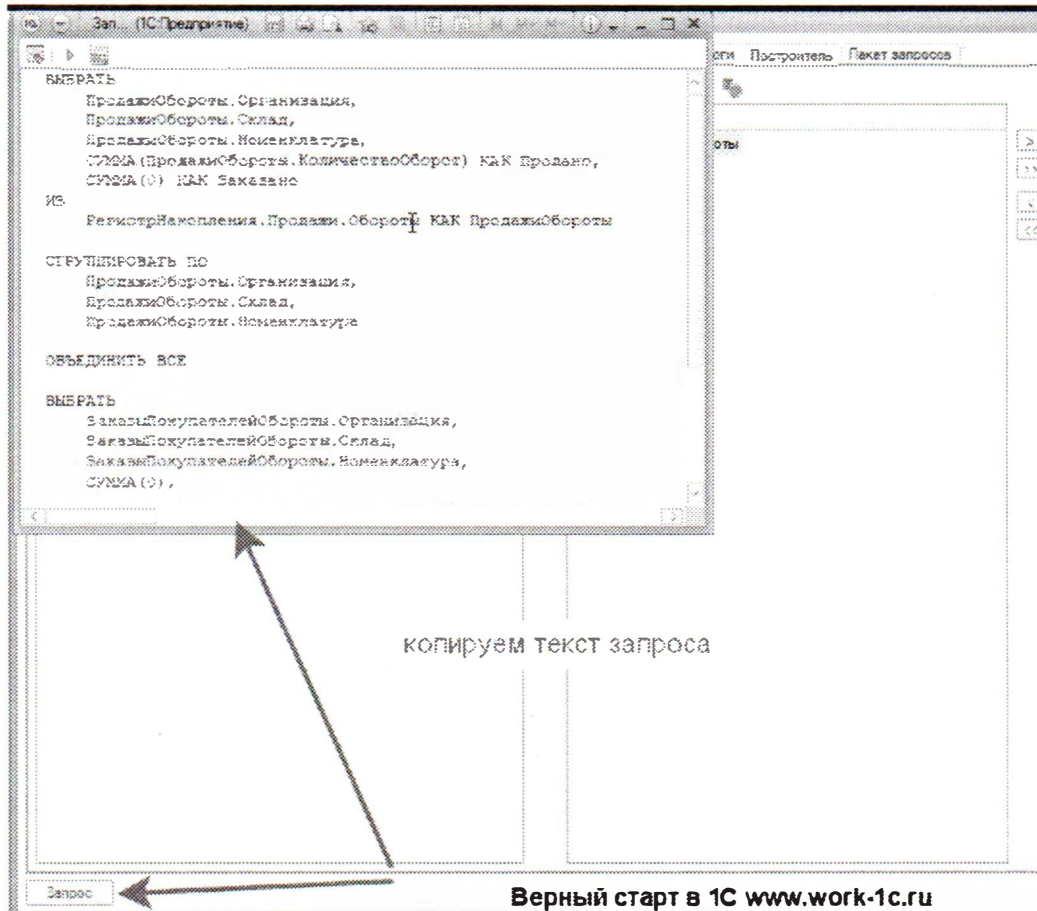 Зап... (1С:Предприятие)
M M+ M-
оги Построитель Пакет запросов
ВЫБРАТЬ
ПродажиОбороты.Организация,
ПродажиОбороты.Склад,
ПродажиОбороты.Номенклатура,
СУММА(ПродажиОбороты.КоличествоОборот) КАК Продано,
СУММА(0) КАК Заказано
ИЗ
РегистрНакопления.Продажи.Обороты КАК ПродажиОбороты
СГРУППИРОВАТЬ ПО
ПродажиОбороты.Организация,
ПродажиОбороты.Склад,
ПродажиОбороты.Номенклатура
ОБЪЕДИНИТЬ ВСЕ
ВЫБРАТЬ
ЗаказыПокупателейОбороты.Организация,
ЗаказыПокупателейОбороты.Склад,
ЗаказыПокупателейОбороты.Номенклатура,
СУММА(0),
оты
>
>>
<
<<
копируем текст запроса
Запрос
Верный старт в 1С www.work-1c.ru